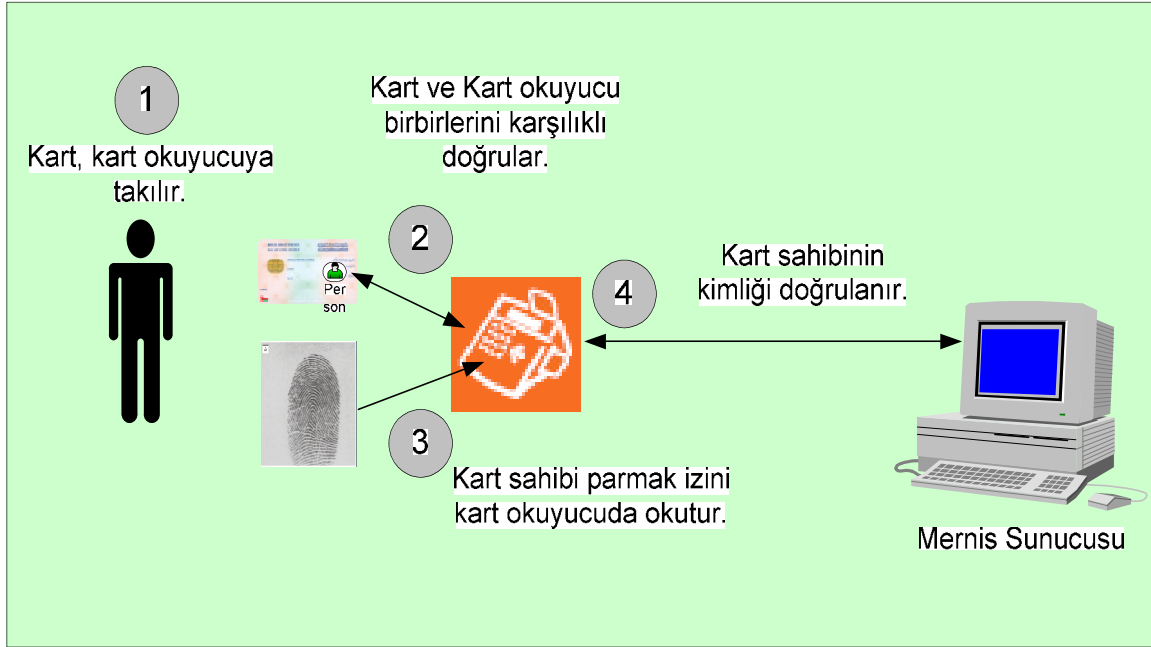 1
Kart, kart okuyucuya
takılır.
Kart ve Kart okuyucu
birbirlerini karşılıklı
doğrular.
2
Per
son
3
Kart sahibi parmak izini
kart okuyucuda okutur.
4
Kart sahibinin
kimliği doğrulanır.
Mernis Sunucusu